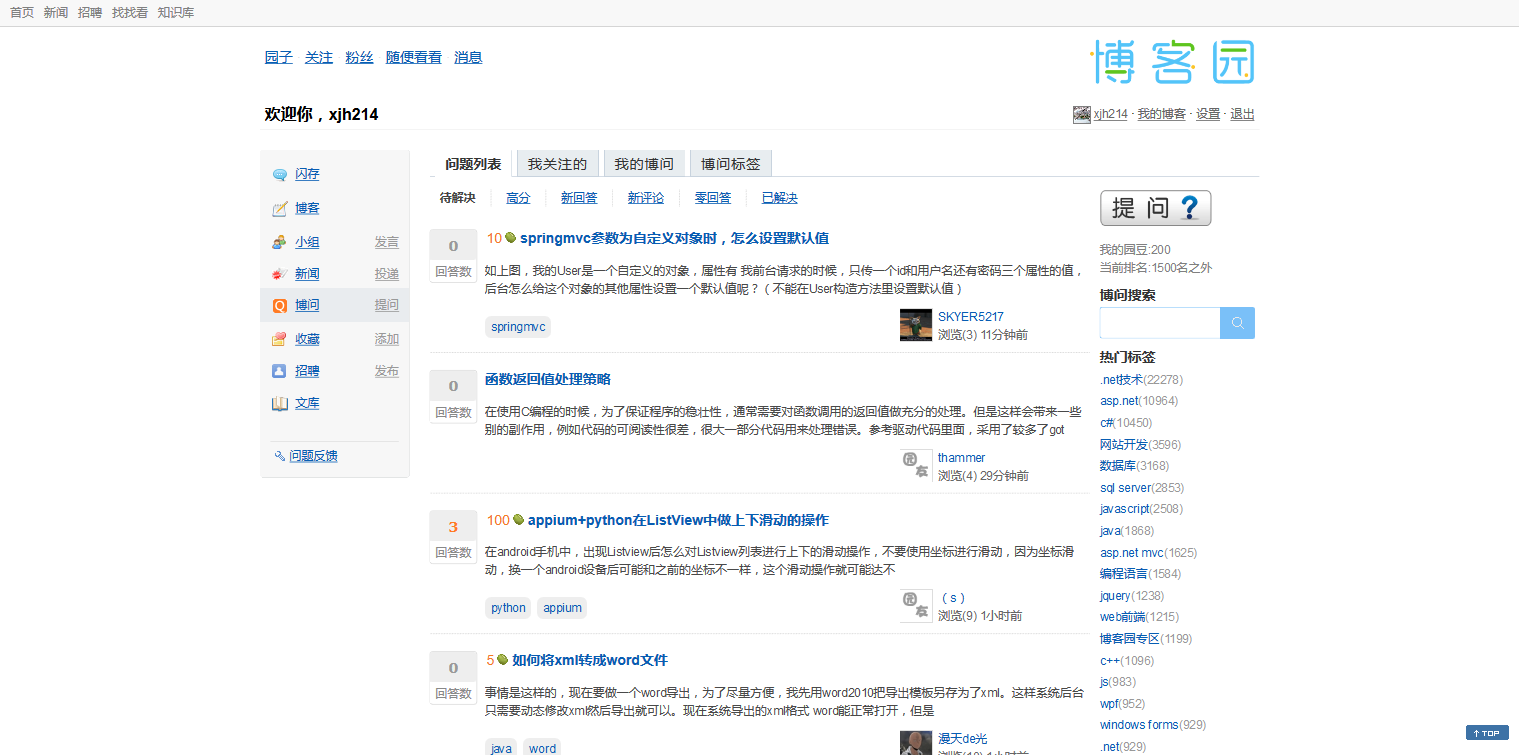 首页 新闻 招聘 找找看 知识库
园子 关注 粉丝 随便看看 消息
博客园
欢迎你，xjh214
xjh214 · 我的博客 · 设置 · 退出
闪存
博客
小组 发言
新闻 投递
博问 提问
收藏 添加
招聘 发布
文库
问题反馈
问题列表 我关注的 我的博问 博问标签
待解决 高分 新回答 新评论 零回答 已解决
0
回答数
10 springmvc参数为自定义对象时，怎么设置默认值
如上图，我的User是一个自定义的对象，属性有 我前台请求的时候，只传一个id和用户名还有密码三个属性的值，
后台怎么给这个对象的其他属性设置一个默认值呢？（不能在User构造方法里设置默认值）
springmvc
SKYER5217
浏览(3) 11分钟前
0
回答数
函数返回值处理策略
在使用C编程的时候，为了保证程序的稳壮性，通常需要对函数调用的返回值做充分的处理。但是这样会带来一些
别的副作用，例如代码的可阅读性很差，很大一部分代码用来处理错误。参考驱动代码里面，采用了较多了got
thammer
浏览(4) 29分钟前
3
回答数
100 appium+python在ListView中做上下滑动的操作
在android手机中，出现Listview后怎么对Listview列表进行上下的滑动操作，不要使用坐标进行滑动，因为坐标滑
动，换一个android设备后可能和之前的坐标不一样，这个滑动操作就可能达不
python appium
（s）
浏览(9) 1小时前
0
回答数
5 如何将xml转成word文件
事情是这样的，现在要做一个word导出，为了尽量方便，我先用word2010把导出模板另存为了xml。这样系统后台
只需要动态修改xml然后导出就可以。现在系统导出的xml格式 word能正常打开，但是
java word
漫天de光
提问?
我的园豆:200
当前排名:1500名之外
博问搜索
热门标签
.net技术(22278)
asp.net(10964)
c#(10450)
网站开发(3596)
数据库(3168)
sql server(2853)
javascript(2508)
java(1868)
asp.net mvc(1625)
编程语言(1584)
jquery(1238)
web前端(1215)
博客园专区(1199)
c++(1096)
js(983)
wpf(952)
windows forms(929)
.net(929)
TOP